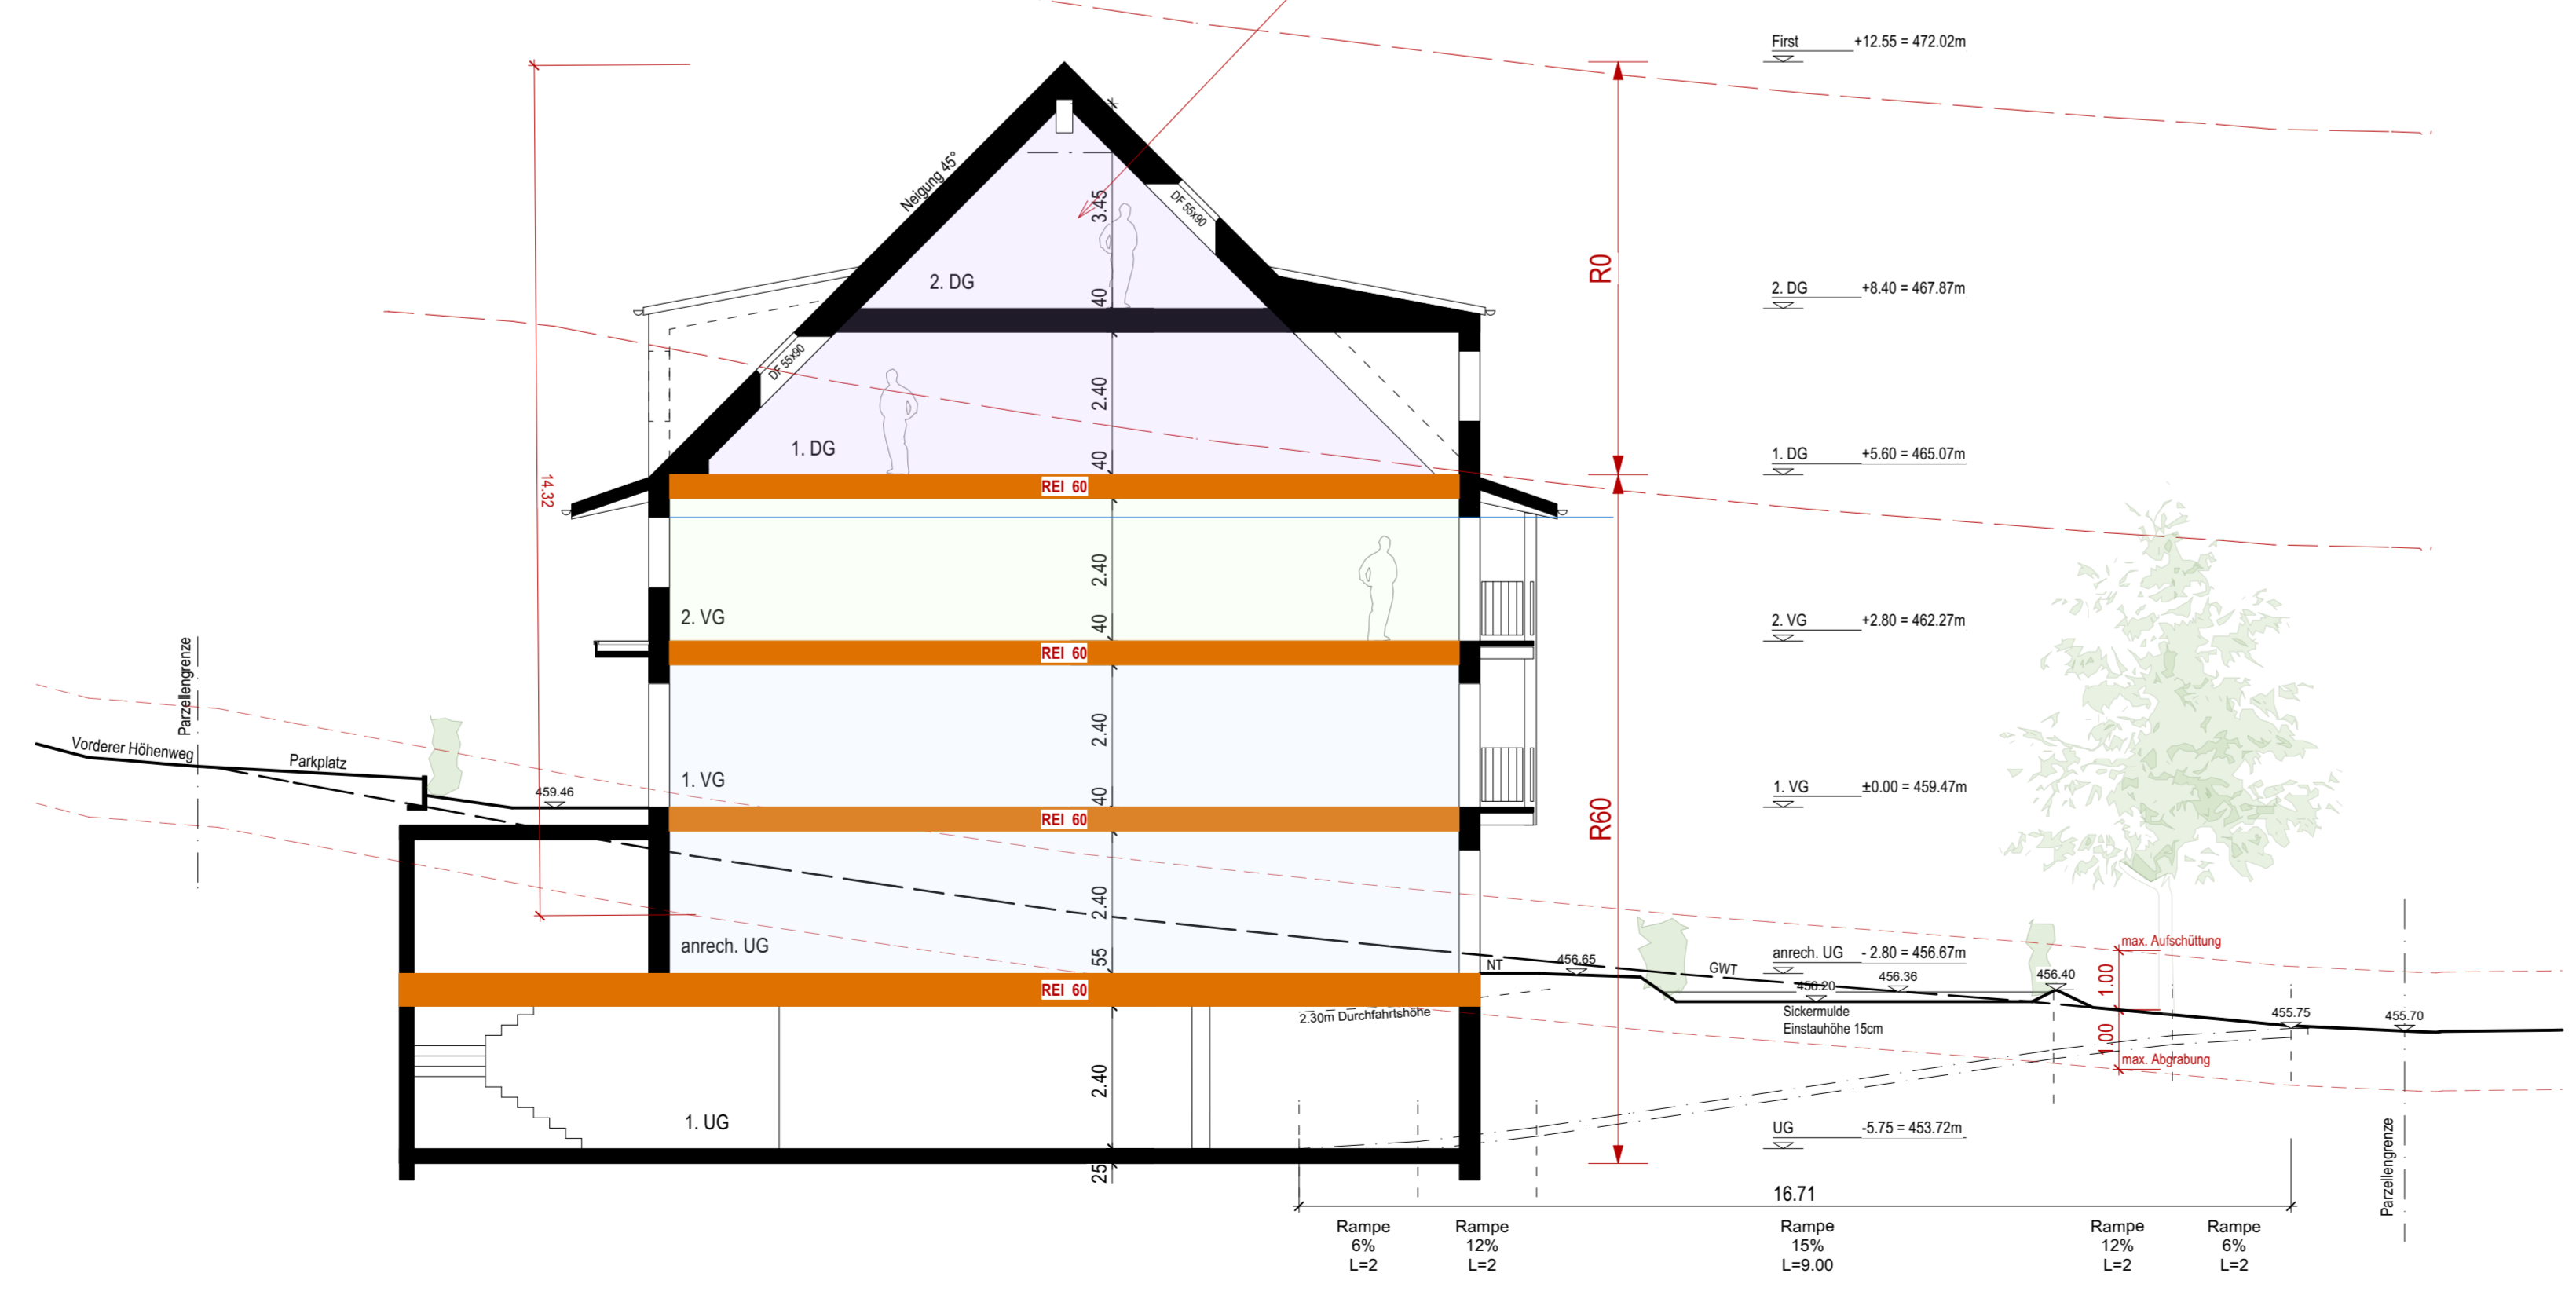 First +12.55 = 472.02m
Neigung 45°
DF 55x90
3.45
2. DG
40
R0
2. DG +8.40 = 467.87m
DF 55x90
2.40
1. DG
40
1. DG +5.60 = 465.07m
14.32
REI 60
2.40
2. VG
40
2. VG +2.80 = 462.27m
REI 60
Parzellengrenze
Vorderer Höhenweg
Parkplatz
459.46
2.40
1. VG
40
1. VG ±0.00 = 459.47m
REI 60
R60
2.40
anrech. UG
55
NT
456.65
GWT
anrech. UG - 2.80 = 456.67m
456.36
456.20
456.40
max. Aufschüttung
1.00
REI 60
2.30m Durchfahrtshöhe
Sickermulde
Einstauhöhe 15cm
455.75
455.70
1.00
max. Abgrabung
2.40
1. UG
25
UG -5.75 = 453.72m
Parzellengrenze
16.71
Rampe
6%
L=2
Rampe
12%
L=2
Rampe
15%
L=9.00
Rampe
12%
L=2
Rampe
6%
L=2